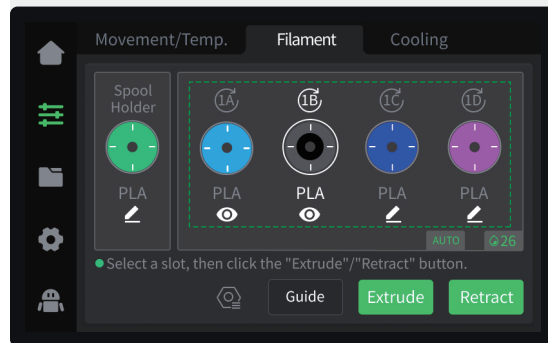 Movement/Temp. Filament Cooling
Spool
Holder
1A 1B 1C 1D
PLA PLA PLA PLA PLA
AUTO 26
Select a slot, then click the "Extrude"/"Retract" button.
Guide Extrude Retract